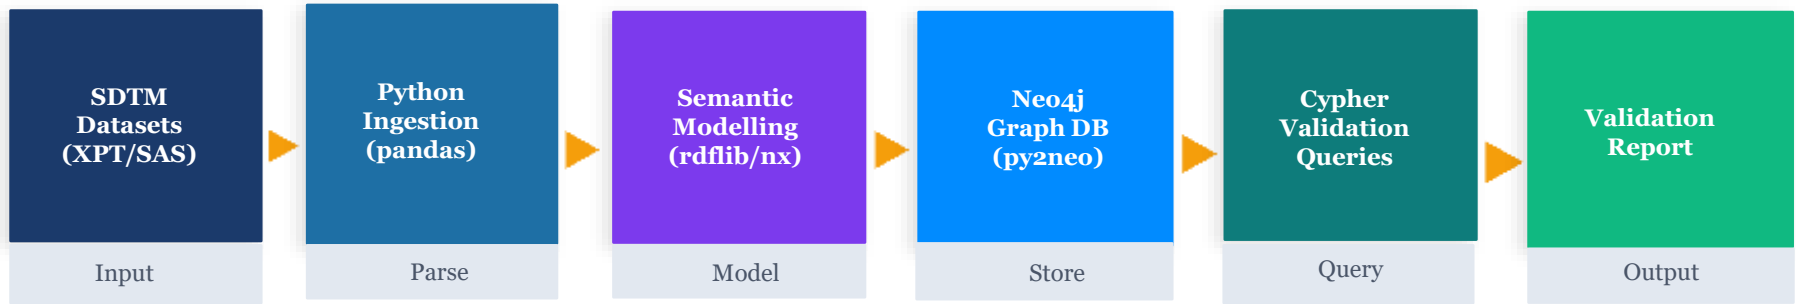 SDTM
Datasets
(XPT/SAS)
Input
Python
Ingestion
(pandas)
Parse
Semantic
Modelling
(rdflib/nx)
Model
Neo4j
Graph DB
(py2neo)
Store
Cypher
Validation
Queries
Query
Validation
Report
Output